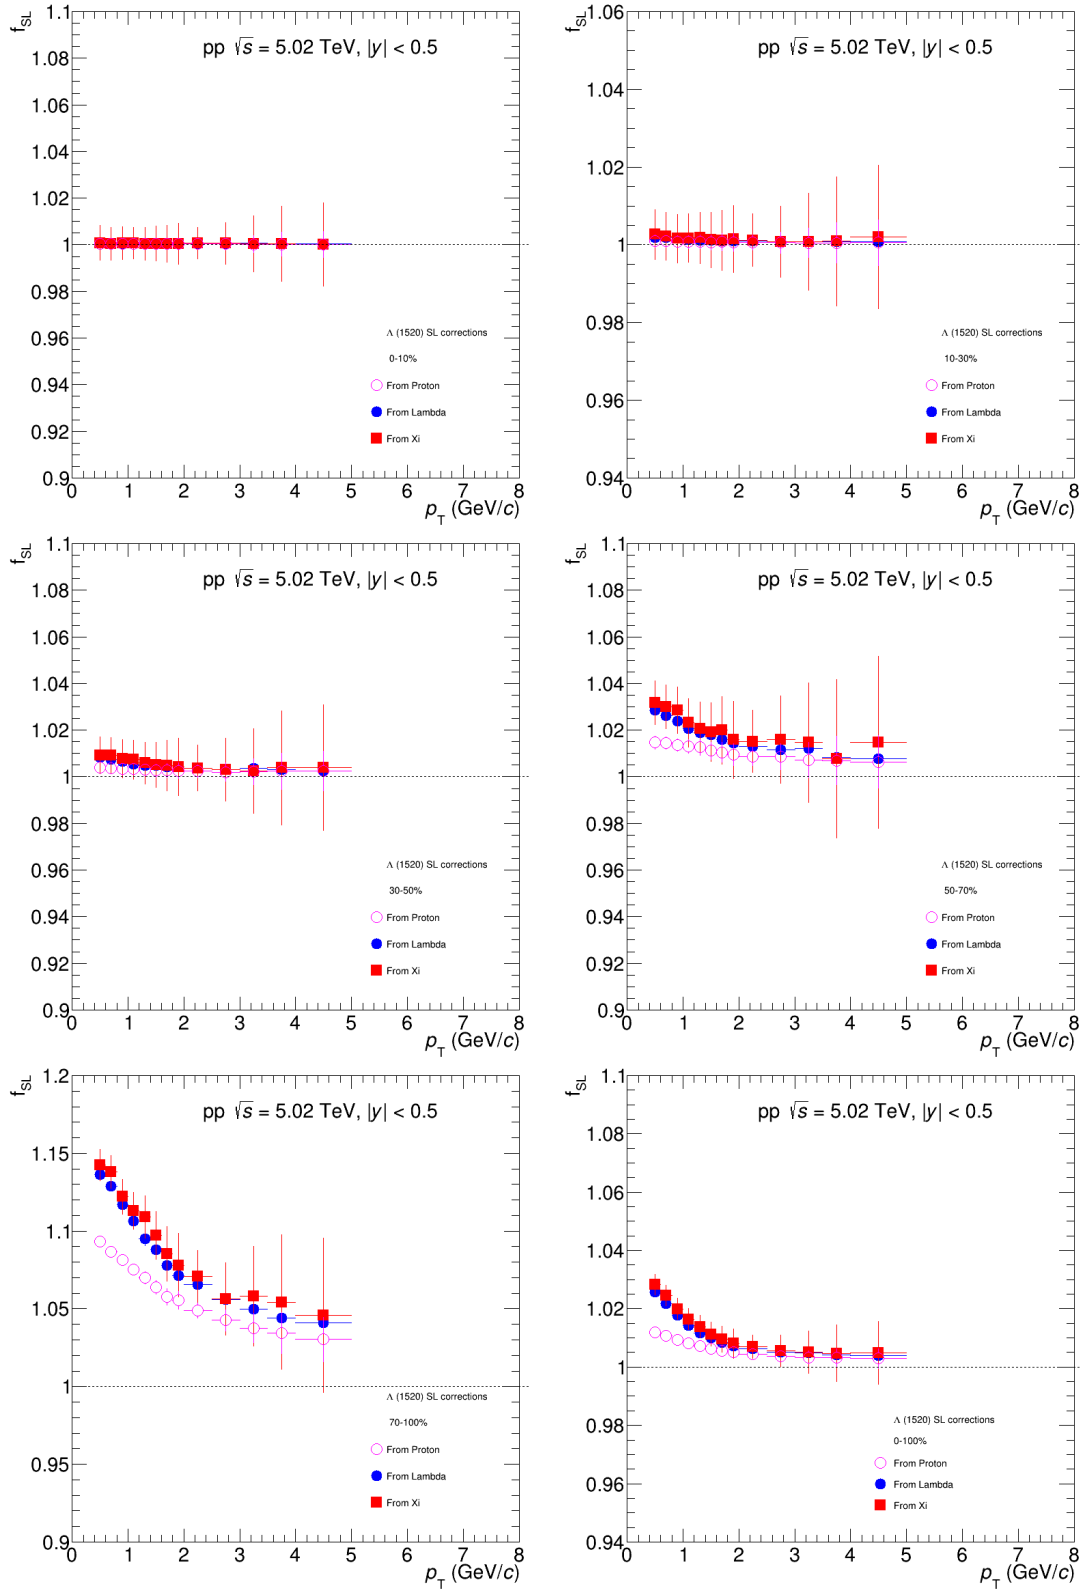 f_SL
1.1
pp √s = 5.02 TeV, |y| < 0.5
1.08
1.06
1.04
1.02
1
0.98
0.96
Λ (1520) SL corrections
0-10%
0.94
From Proton
0.92
From Lambda
From Xi
0.9
0 1 2 3 4 5 6 7 8
p_T (GeV/c)
f_SL
1.06
pp √s = 5.02 TeV, |y| < 0.5
1.04
1.02
1
0.98
Λ (1520) SL corrections
10-30%
0.96
From Proton
From Lambda
From Xi
0.94
0 1 2 3 4 5 6 7 8
p_T (GeV/c)
f_SL
1.1
pp √s = 5.02 TeV, |y| < 0.5
1.08
1.06
1.04
1.02
1
0.98
0.96
Λ (1520) SL corrections
30-50%
0.94
From Proton
0.92
From Lambda
From Xi
0.9
0 1 2 3 4 5 6 7 8
p_T (GeV/c)
f_SL
1.1
pp √s = 5.02 TeV, |y| < 0.5
1.08
1.06
1.04
1.02
1
0.98
0.96
Λ (1520) SL corrections
50-70%
0.94
From Proton
0.92
From Lambda
From Xi
0.9
0 1 2 3 4 5 6 7 8
p_T (GeV/c)
f_SL
1.2
pp √s = 5.02 TeV, |y| < 0.5
1.15
1.1
1.05
1
Λ (1520) SL corrections
70-100%
From Proton
0.95
From Lambda
From Xi
0.9
0 1 2 3 4 5 6 7 8
p_T (GeV/c)
f_SL
1.1
pp √s = 5.02 TeV, |y| < 0.5
1.08
1.06
1.04
1.02
1
0.98
Λ (1520) SL corrections
0-100%
0.96
From Proton
From Lambda
From Xi
0.94
0 1 2 3 4 5 6 7 8
p_T (GeV/c)